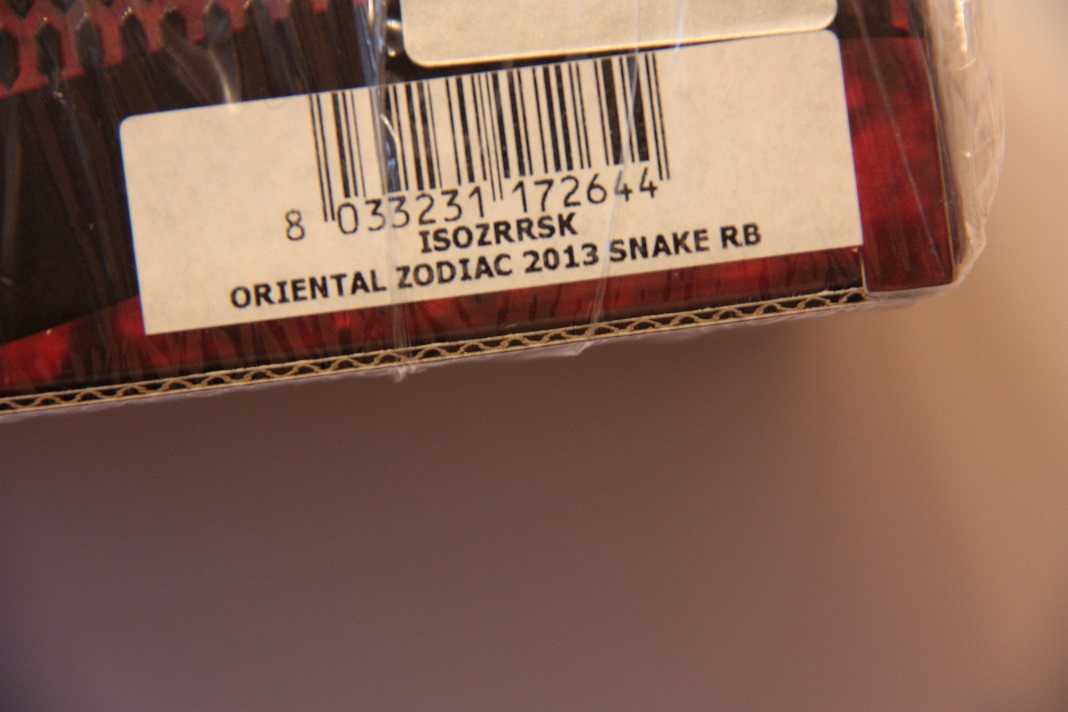 8 033231 172644
ISOZRRSK
ORIENTAL ZODIAC 2013 SNAKE RB